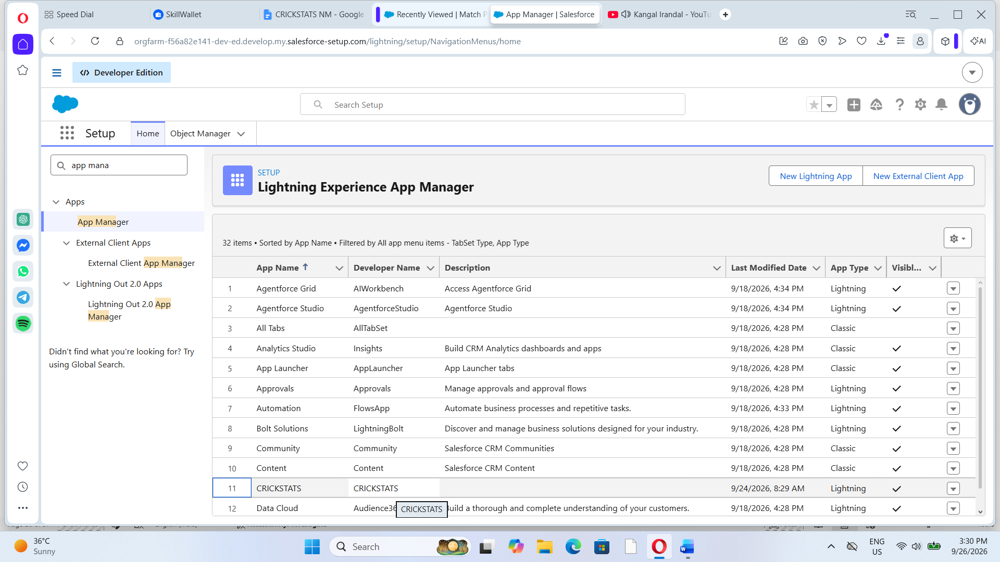 Speed Dial
SkillWallet
CRICKSTATS NM - Google
Recently Viewed | Match P
App Manager | Salesforce
Kangal Irandal - YouTu
orgfarm-f56a82e141-dev-ed.develop.my.salesforce-setup.com/lightning/setup/NavigationMenus/home
AI
Developer Edition
Search Setup
Setup
Home
Object Manager
app mana
Apps
App Manager
External Client Apps
External Client App Manager
Lightning Out 2.0 Apps
Lightning Out 2.0 App
Manager
Didn't find what you're looking for? Try
using Global Search.
SETUP
Lightning Experience App Manager
New Lightning App
New External Client App
32 items • Sorted by App Name • Filtered by All app menu items - TabSet Type, App Type
App Name Developer Name Description Last Modified Date App Type Visibl...
1 Agentforce Grid AIWorkbench Access Agentforce Grid 9/18/2026, 4:34 PM Lightning
2 Agentforce Studio AgentforceStudio Agentforce Studio 9/18/2026, 4:34 PM Lightning
3 All Tabs AllTabSet 9/18/2026, 4:28 PM Classic
4 Analytics Studio Insights Build CRM Analytics dashboards and apps 9/18/2026, 4:28 PM Classic
5 App Launcher AppLauncher App Launcher tabs 9/18/2026, 4:28 PM Classic
6 Approvals Approvals Manage approvals and approval flows 9/18/2026, 4:28 PM Lightning
7 Automation FlowsApp Automate business processes and repetitive tasks. 9/18/2026, 4:33 PM Lightning
8 Bolt Solutions LightningBolt Discover and manage business solutions designed for your industry. 9/18/2026, 4:28 PM Lightning
9 Community Community Salesforce CRM Communities 9/18/2026, 4:28 PM Classic
10 Content Content Salesforce CRM Content 9/18/2026, 4:28 PM Classic
11 CRICKSTATS CRICKSTATS 9/24/2026, 8:29 AM Lightning
12 Data Cloud Audience36 uild a thorough and complete understanding of your customers. 9/18/2026, 4:28 PM Lightning
CRICKSTATS
36°C
Sunny
Search
ENG
US
3:30 PM
9/26/2026